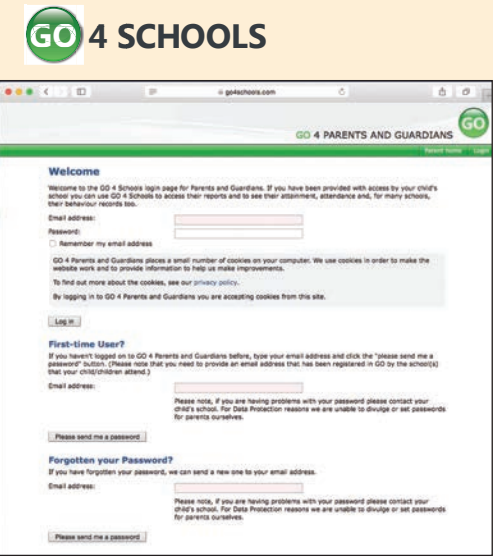 GO 4 SCHOOLS
go4schools.com
GO
GO 4 PARENTS AND GUARDIANS
Parent home Login
Welcome
Welcome to the GO 4 Schools login page for Parents and Guardians. If you have been provided with access by your child's
school you can use GO 4 Schools to access their reports and to see their attainment, attendance and, for many schools,
their behaviour records too.
Email address:
Password:
Remember my email address
GO 4 Parents and Guardians places a small number of cookies on your computer. We use cookies in order to make the
website work and to provide information to help us make improvements.
To find out more about the cookies, see our privacy policy.
By logging in to GO 4 Parents and Guardians you are accepting cookies from this site.
Log in
First-time User?
If you haven't logged on to GO 4 Parents and Guardians before, type your email address and click the "please send me a
password" button. (Please note that you need to provide an email address that has been registered in GO by the school(s)
that your child/children attend.)
Email address:
Please note, if you are having problems with your password please contact your
child's school. For Data Protection reasons we are unable to divulge or set passwords
for parents ourselves.
Please send me a password
Forgotten your Password?
If you have forgotten your password, we can send a new one to your email address.
Email address:
Please note, if you are having problems with your password please contact your
child's school. For Data Protection reasons we are unable to divulge or set passwords
for parents ourselves.
Please send me a password